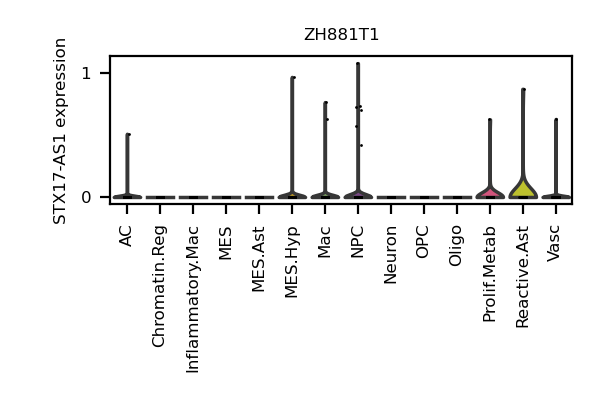 ZH881T1
STX17-AS1 expression
1
0
AC
Chromatin.Reg
Inflammatory.Mac
MES
MES.Ast
MES.Hyp
Mac
NPC
Neuron
OPC
Oligo
Prolif.Metab
Reactive.Ast
Vasc